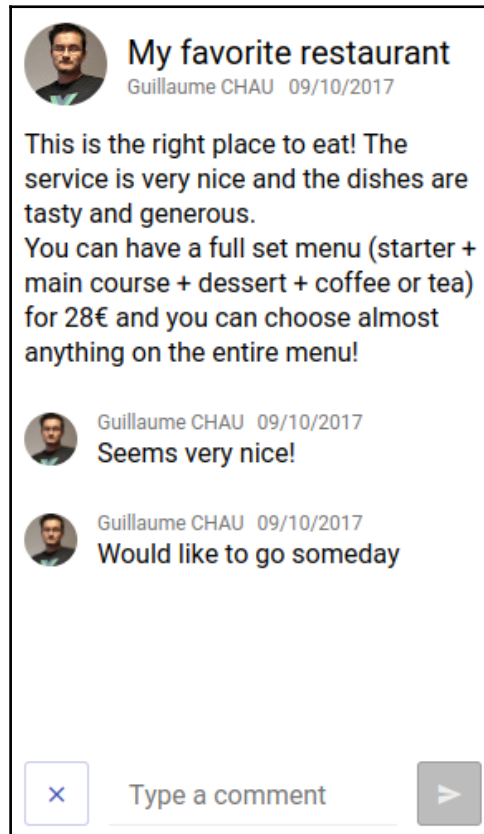 My favorite restaurant
Guillaume CHAU 09/10/2017
This is the right place to eat! The
service is very nice and the dishes are
tasty and generous.
You can have a full set menu (starter +
main course + dessert + coffee or tea)
for 28€ and you can choose almost
anything on the entire menu!
Guillaume CHAU 09/10/2017
Seems very nice!
Guillaume CHAU 09/10/2017
Would like to go someday
Type a comment